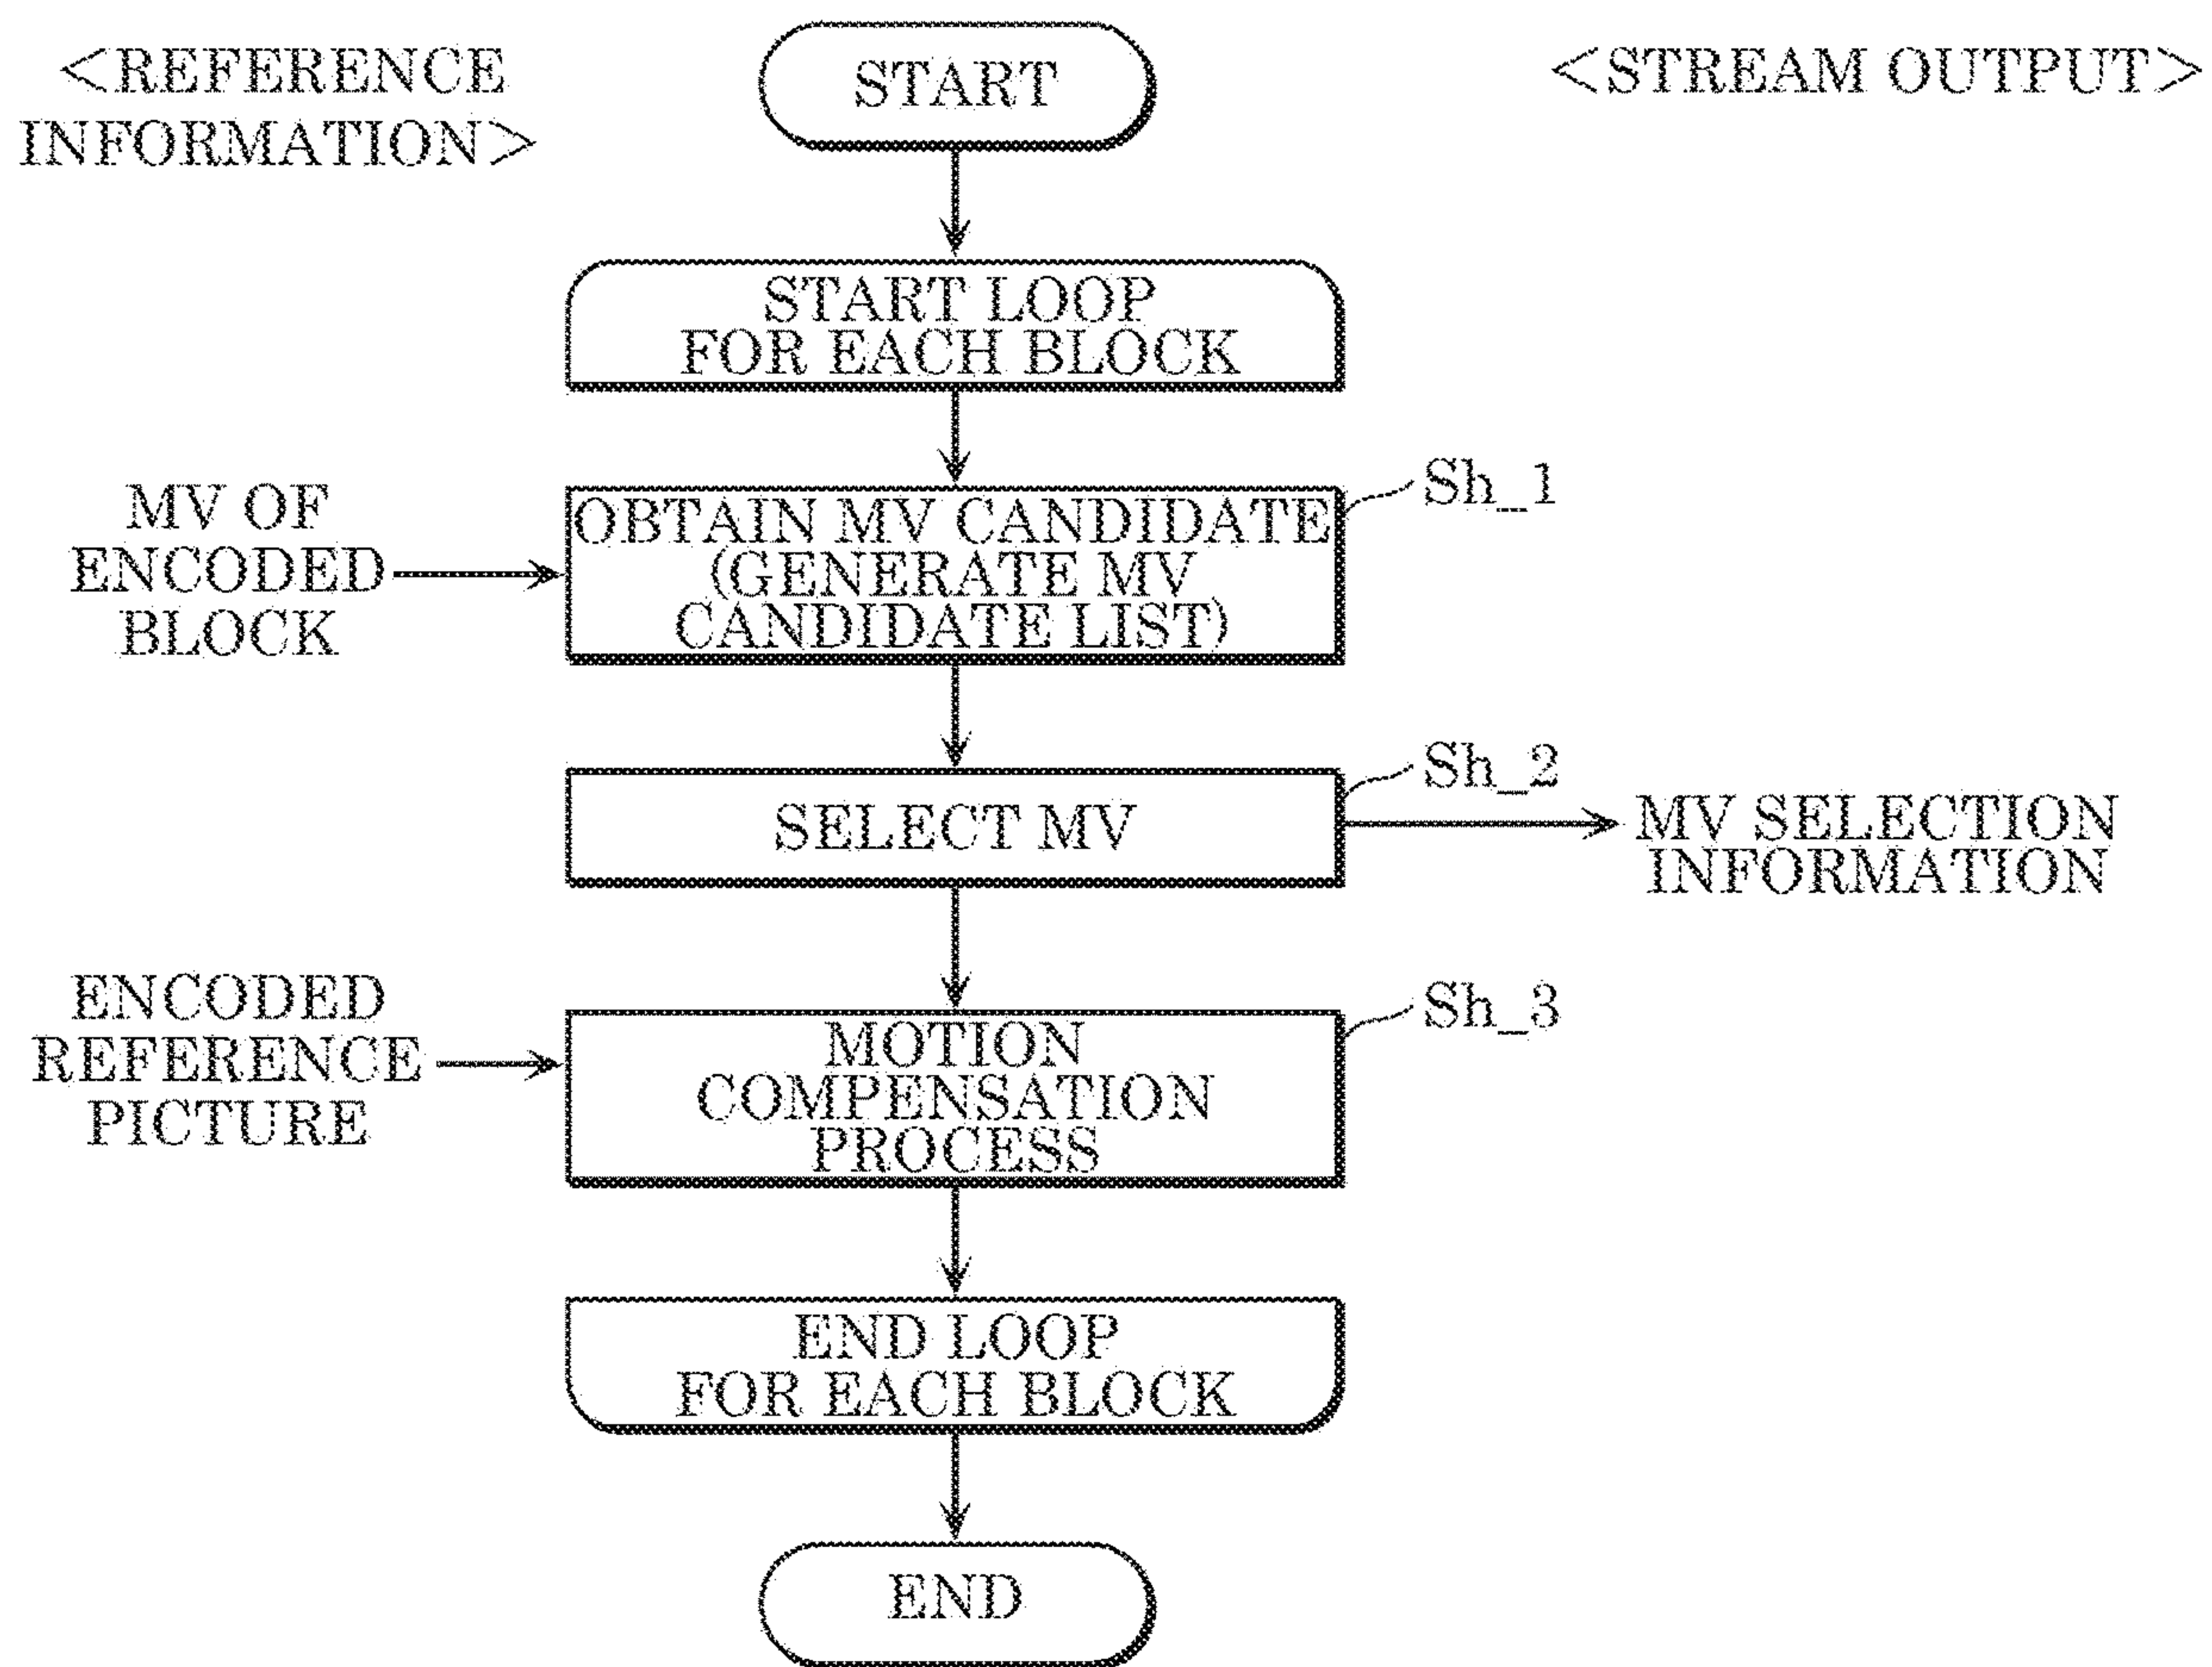 <REFERENCE
INFORMATION>
START
<STREAM OUTPUT>
START LOOP
FOR EACH BLOCK
MV OF
ENCODED
BLOCK
OBTAIN MV CANDIDATE
(GENERATE MV
CANDIDATE LIST)
Sh_1
SELECT MV
Sh_2
MV SELECTION
INFORMATION
ENCODED
REFERENCE
PICTURE
MOTION
COMPENSATION
PROCESS
Sh_3
END LOOP
FOR EACH BLOCK
END